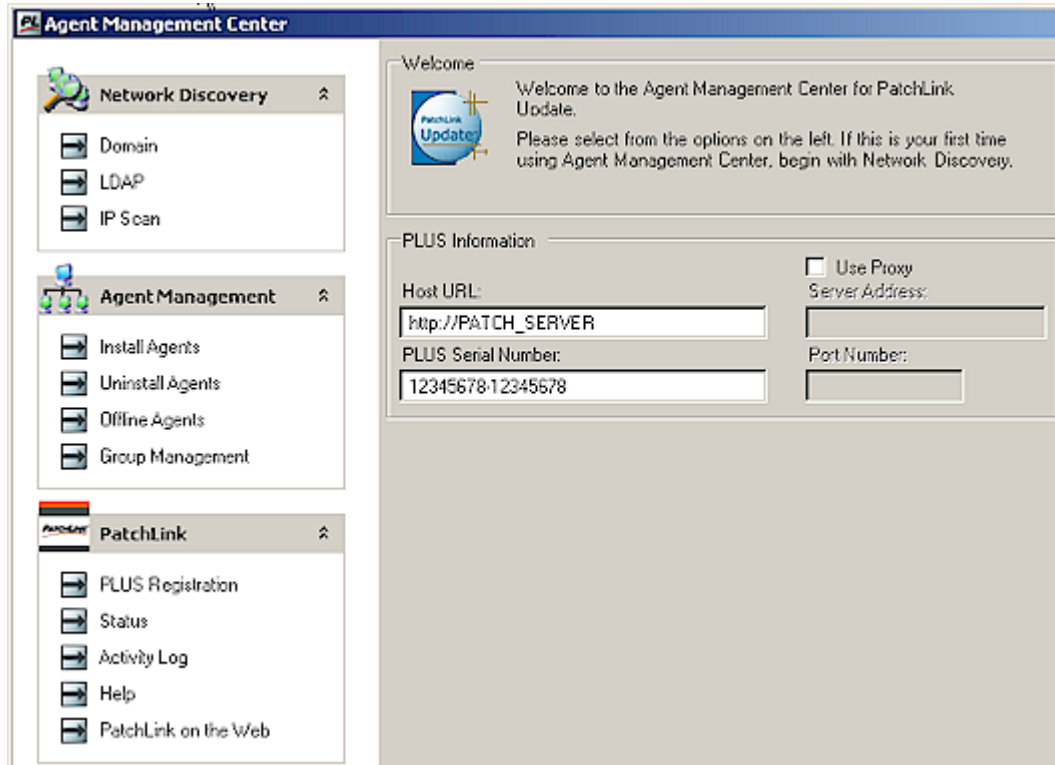 PL Agent Management Center
Network Discovery
Domain
LDAP
IP Scan
Agent Management
Install Agents
Uninstall Agents
Offline Agents
Group Management
PatchLink
PatchLink
PLUS Registration
Status
Activity Log
Help
PatchLink on the Web
Welcome
PatchLink
Update
Welcome to the Agent Management Center for PatchLink
Update.
Please select from the options on the left. If this is your first time
using Agent Management Center, begin with Network Discovery.
PLUS Information
Use Proxy
Host URL:
Server Address:
http://PATCH_SERVER
PLUS Serial Number:
Port Number:
12345678-12345678